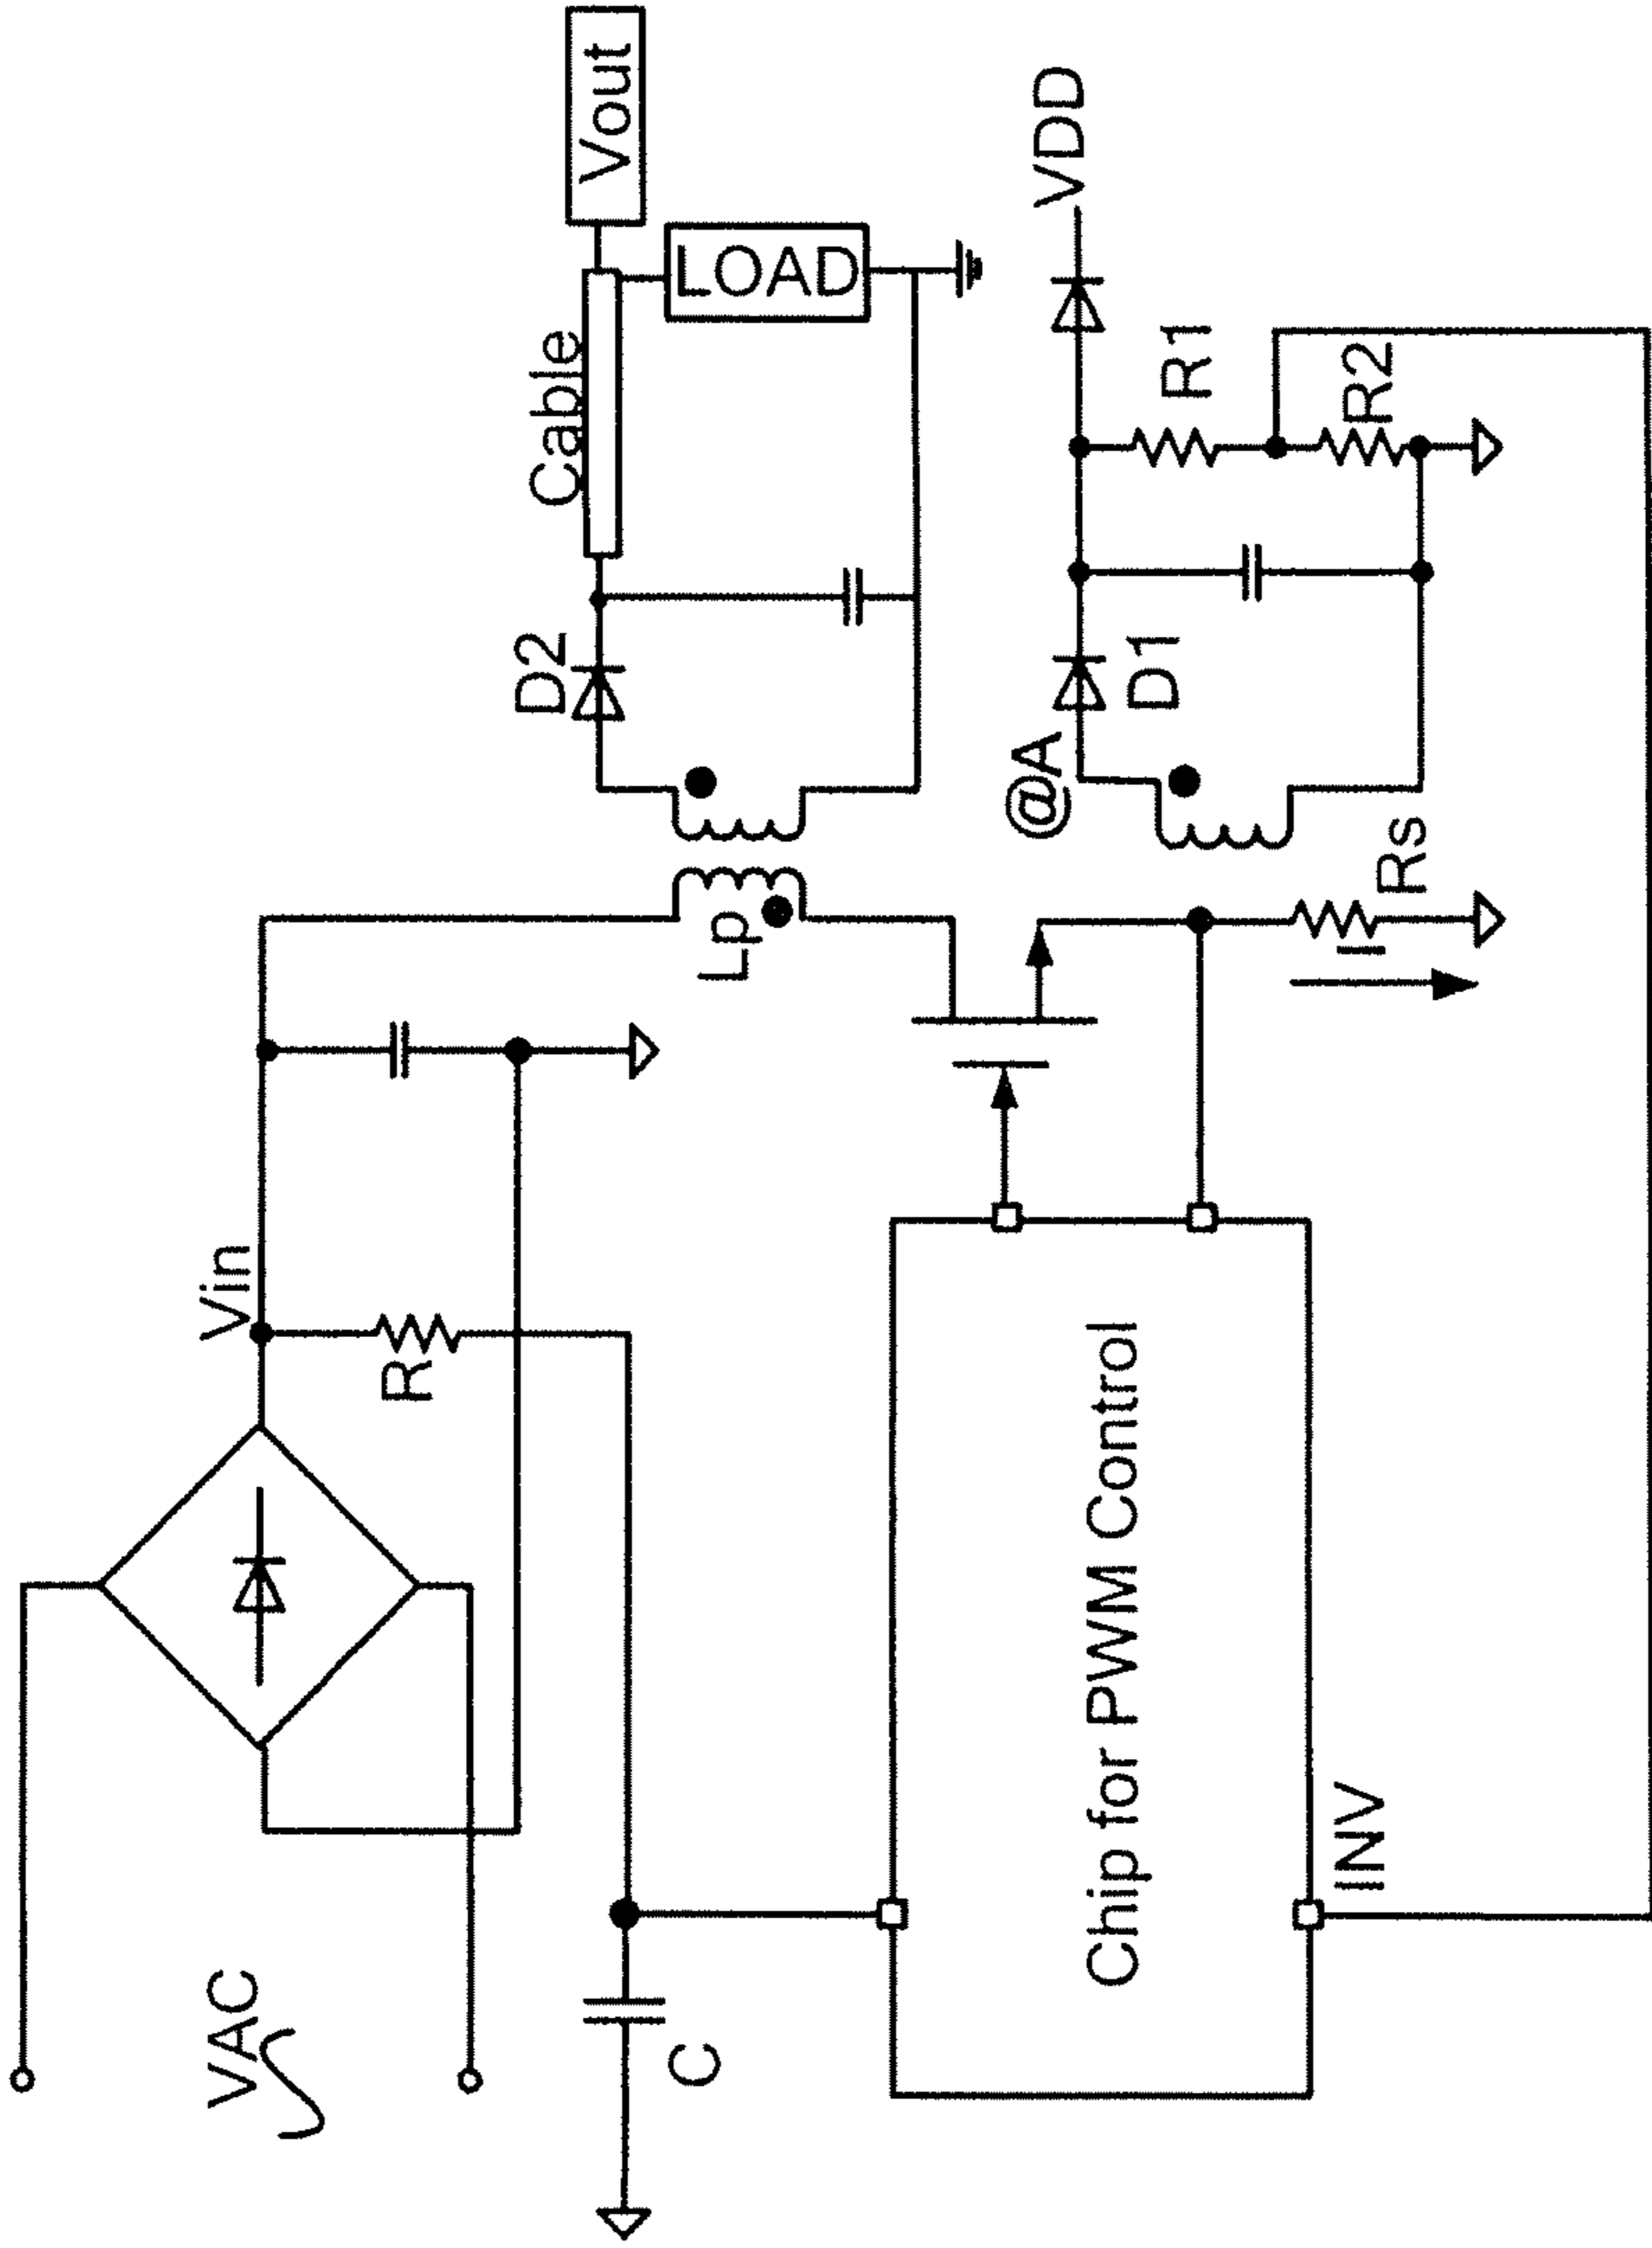 VAC
Vin
R
C
Lp
D2
Cable
Vout
LOAD
@A
D1
VDD
R1
R2
Rs
I
Chip for PWM Control
INV